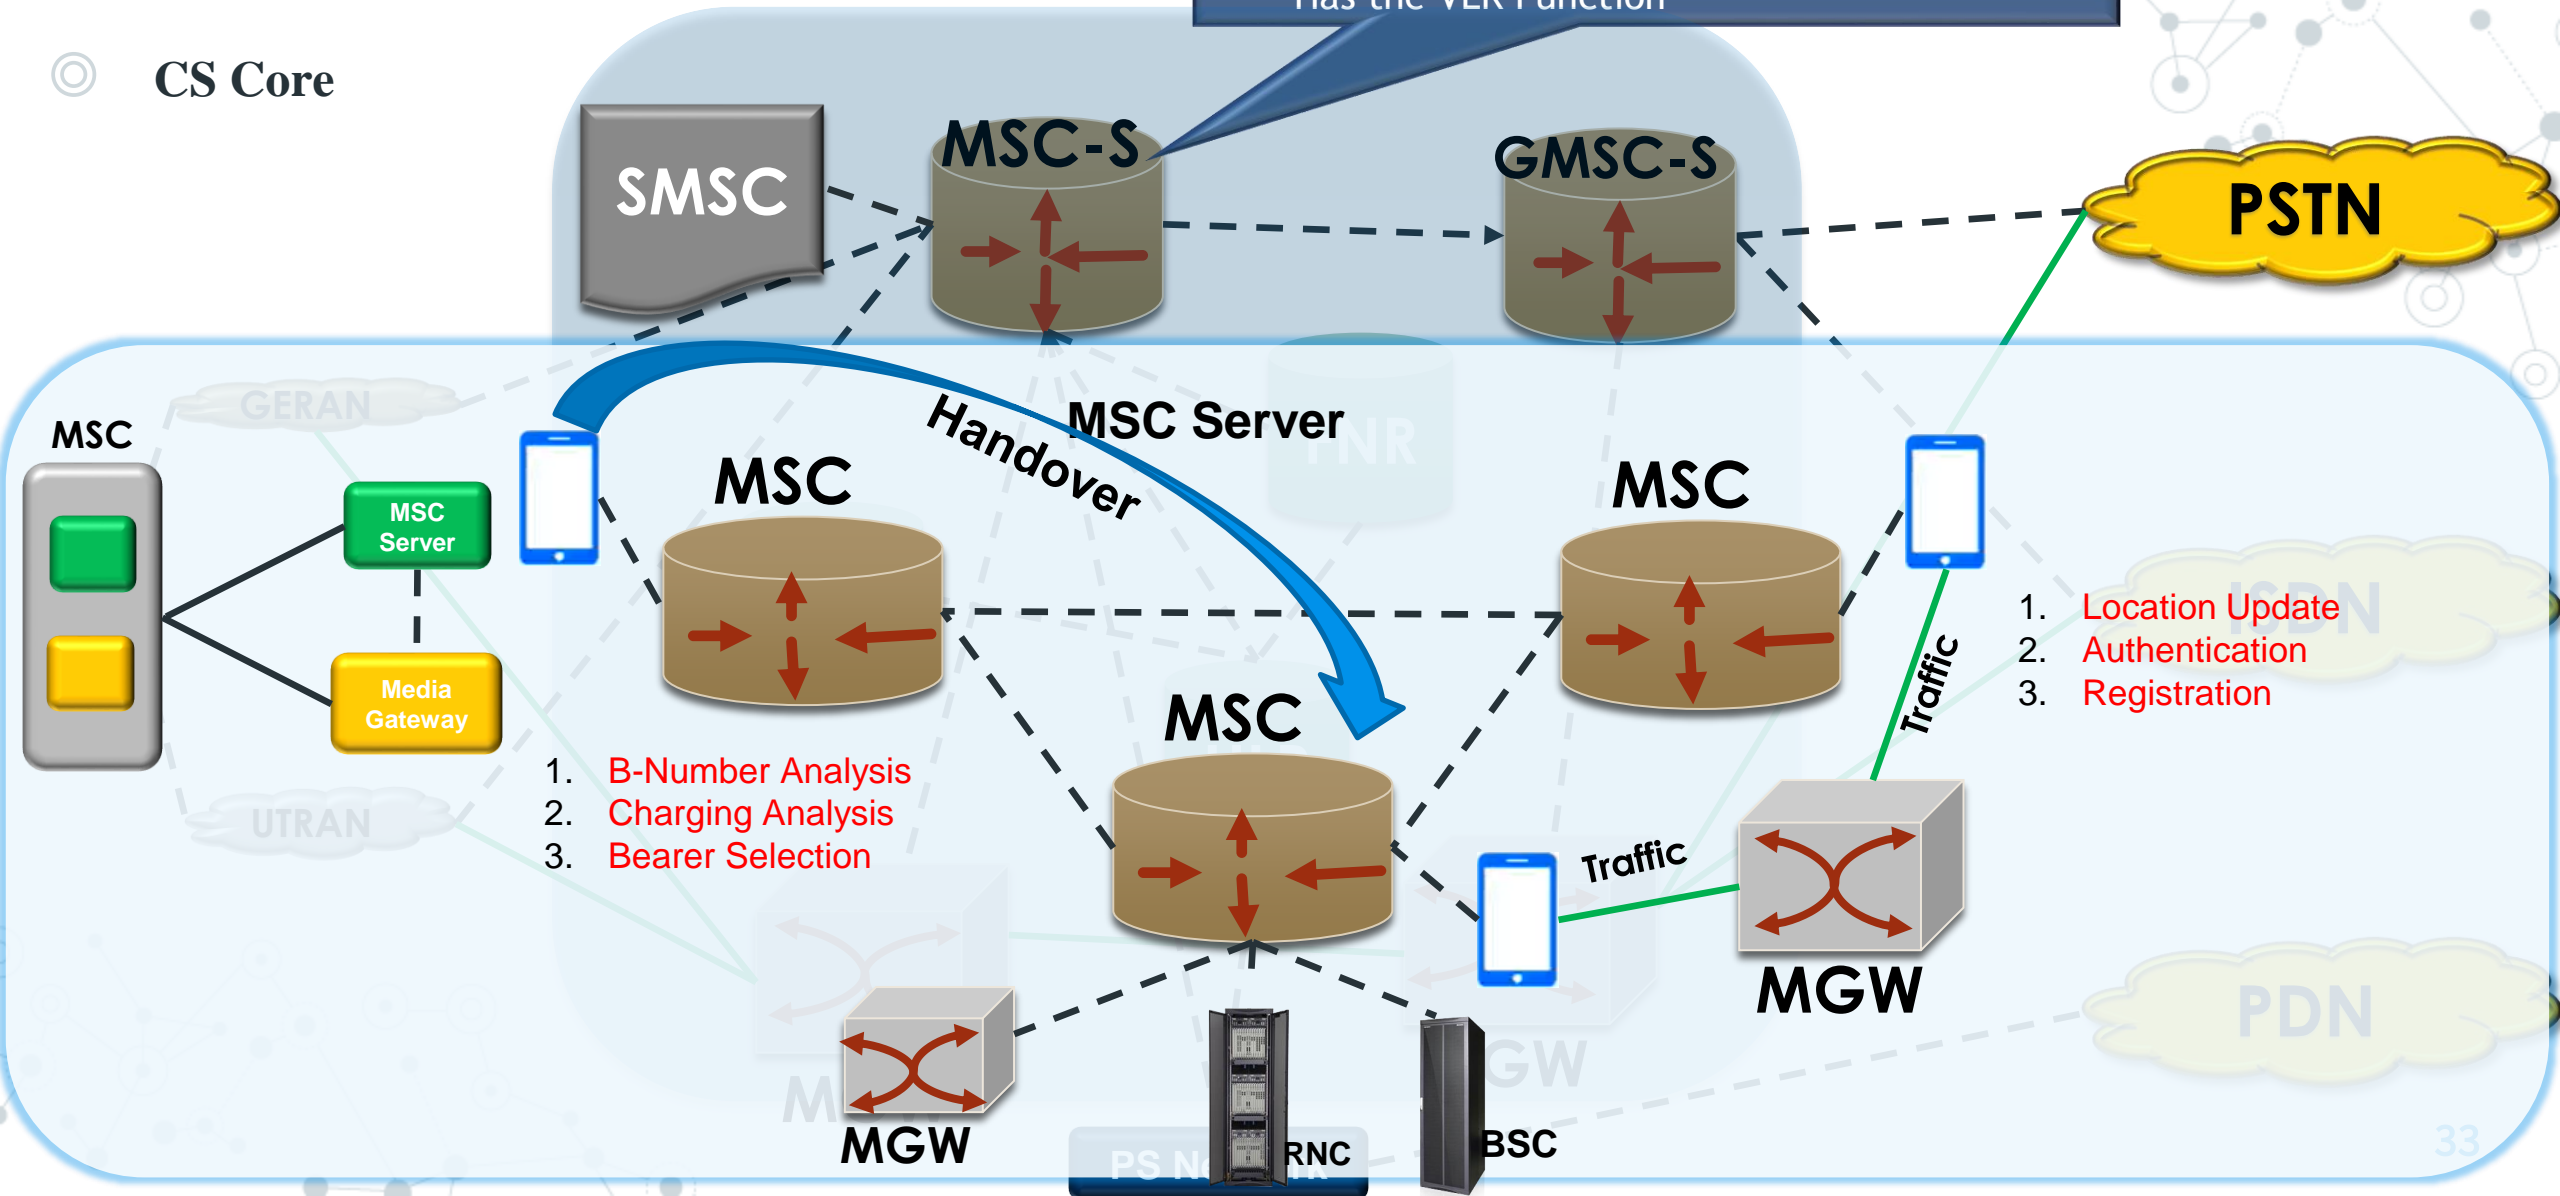 Has the VLR Function
CS Core
SMSC
MSC-S
GMSC-S
PSTN
GERAN
MSC
MSC Server
FNR
Handover
MSC
MSC
MSC
Server
ISDN
1. Location Update
2. Authentication
3. Registration
Traffic
Media
Gateway
MSC
1. B-Number Analysis
2. Charging Analysis
3. Bearer Selection
UTRAN
Traffic
MGW
PDN
MGW
RNC
BSC
33